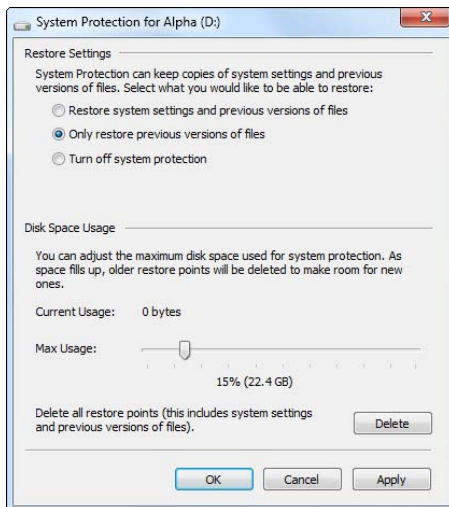 System Protection for Alpha (D:)
Restore Settings
System Protection can keep copies of system settings and previous
versions of files. Select what you would like to be able to restore:
Restore system settings and previous versions of files
Only restore previous versions of files
Turn off system protection
Disk Space Usage
You can adjust the maximum disk space used for system protection. As
space fills up, older restore points will be deleted to make room for new
ones.
Current Usage: 0 bytes
Max Usage:
15% (22.4 GB)
Delete all restore points (this includes system settings
and previous versions of files).
Delete
OK Cancel Apply